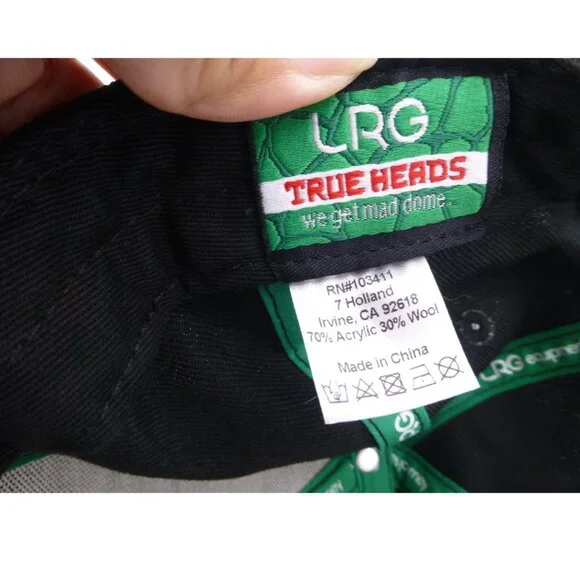 LRG
TRUE HEADS
we get mad dome.
RN#103411
7 Holland
Irvine, CA 92618
70% Acrylic 30% Wool
Made in China
LRG
RG